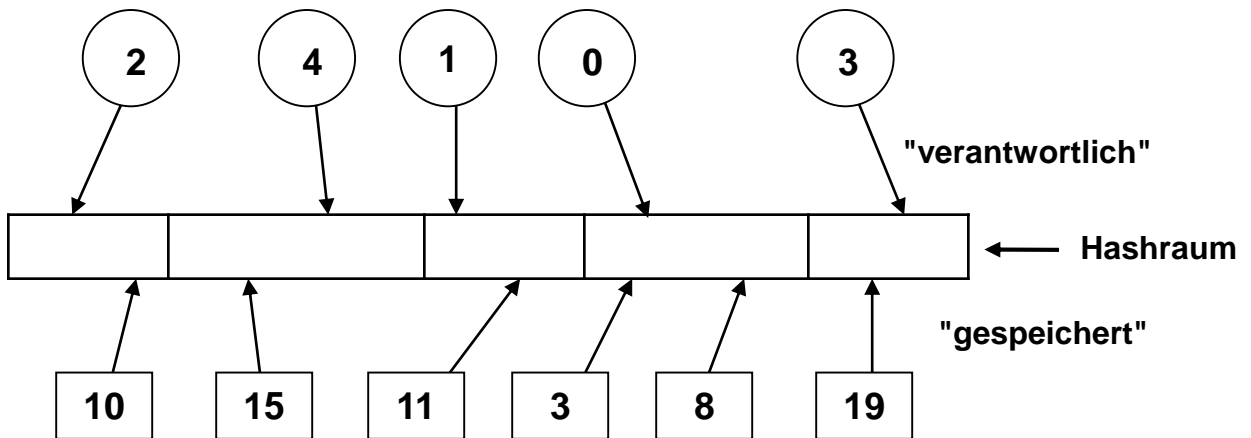 2 4 1 0 3
"verantwortlich"
Hashraum
"gespeichert"
10 15 11 3 8 19